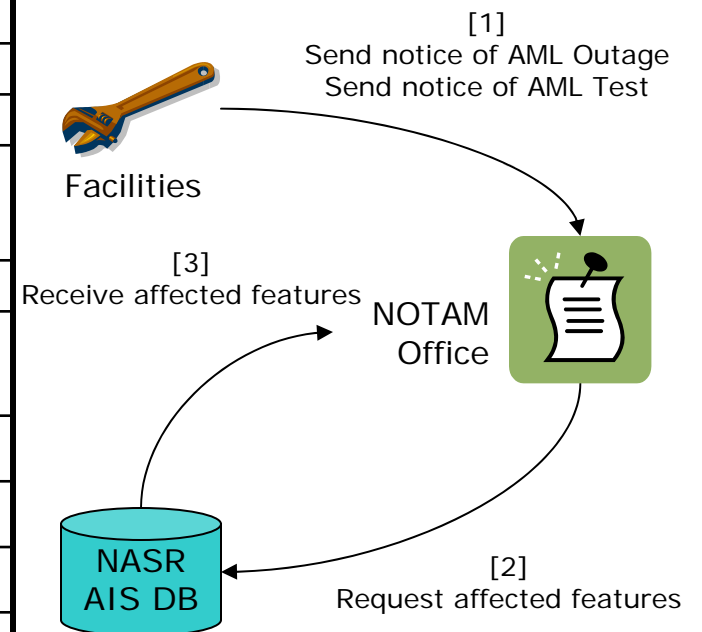 [1]
Send notice of AML Outage
Send notice of AML Test
Facilities
[3]
Receive affected features
NOTAM
Office
NASR
AIS DB
[2]
Request affected features